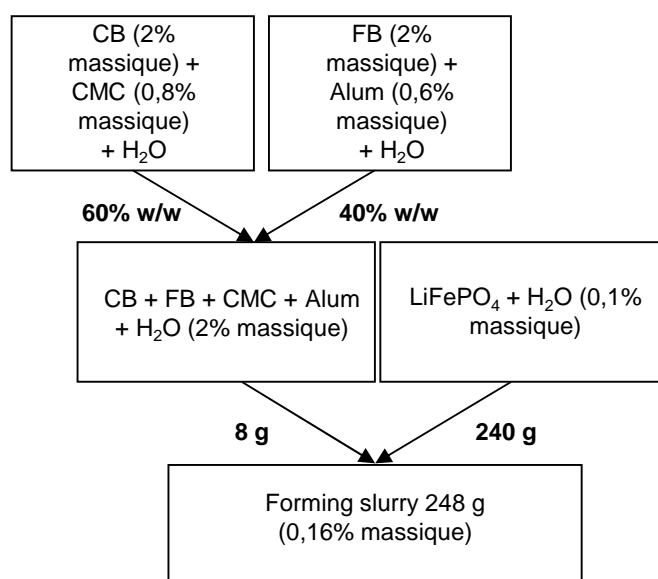 CB (2%
massique) +
CMC (0,8%
massique)
+ H₂O
FB (2%
massique) +
Alum (0,6%
massique)
+ H₂O
60% w/w
40% w/w
CB + FB + CMC + Alum
+ H₂O (2% massique)
LiFePO₄ + H₂O (0,1%
massique)
8 g
240 g
Forming slurry 248 g
(0,16% massique)